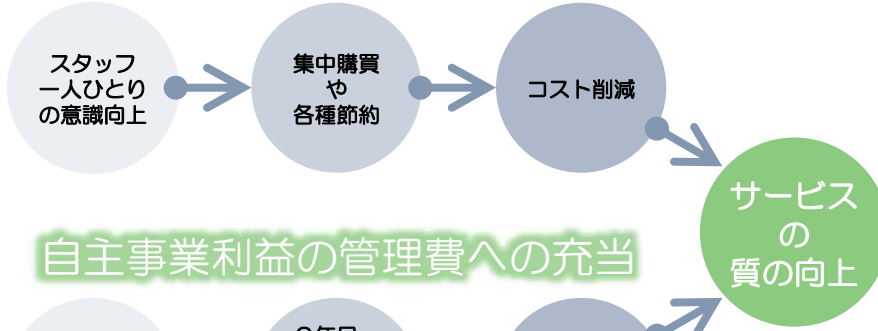 スタッフ
一人ひとり
の意識向上
集中購買
や
各種節約
コスト削減
サービス
の
質の向上
自主事業利益の管理費への充当